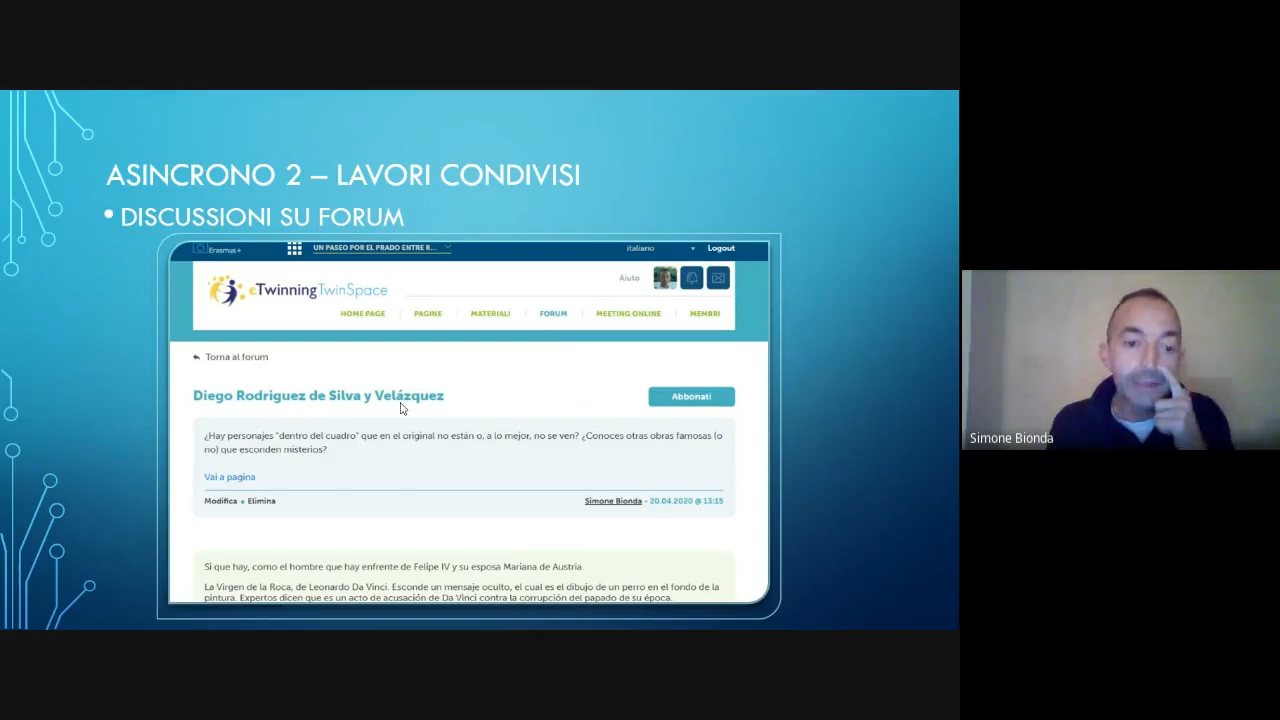 ASINCRONO 2 – LAVORI CONDIVISI
• DISCUSSIONI SU FORUM
Erasmus+
UN PASEO POR EL PRADO ENTRE R...
italiano
Logout
eTwinningTwinSpace
Aiuto
HOME PAGE
PAGINE
MATERIALI
FORUM
MEETING ONLINE
MEMBRI
Torna al forum
Diego Rodriguez de Silva y Velázquez
Abbonati
¿Hay personajes "dentro del cuadro" que en el original no están o, a lo mejor, no se ven? ¿Conoces otras obras famosas (o
no) que esconden misterios?
Vai a pagina
Modifica • Elimina
Simone Bionda - 20.04.2020 @ 13:15
Si que hay, como el hombre que hay enfrente de Felipe IV y su esposa Mariana de Austria.
La Virgen de la Roca, de Leonardo Da Vinci. Esconde un mensaje oculto, el cual es el dibujo de un perro en el fondo de la
pintura. Expertos dicen que es un acto de acusación de Da Vinci contra la corrupción del papado de su época.
Simone Bionda